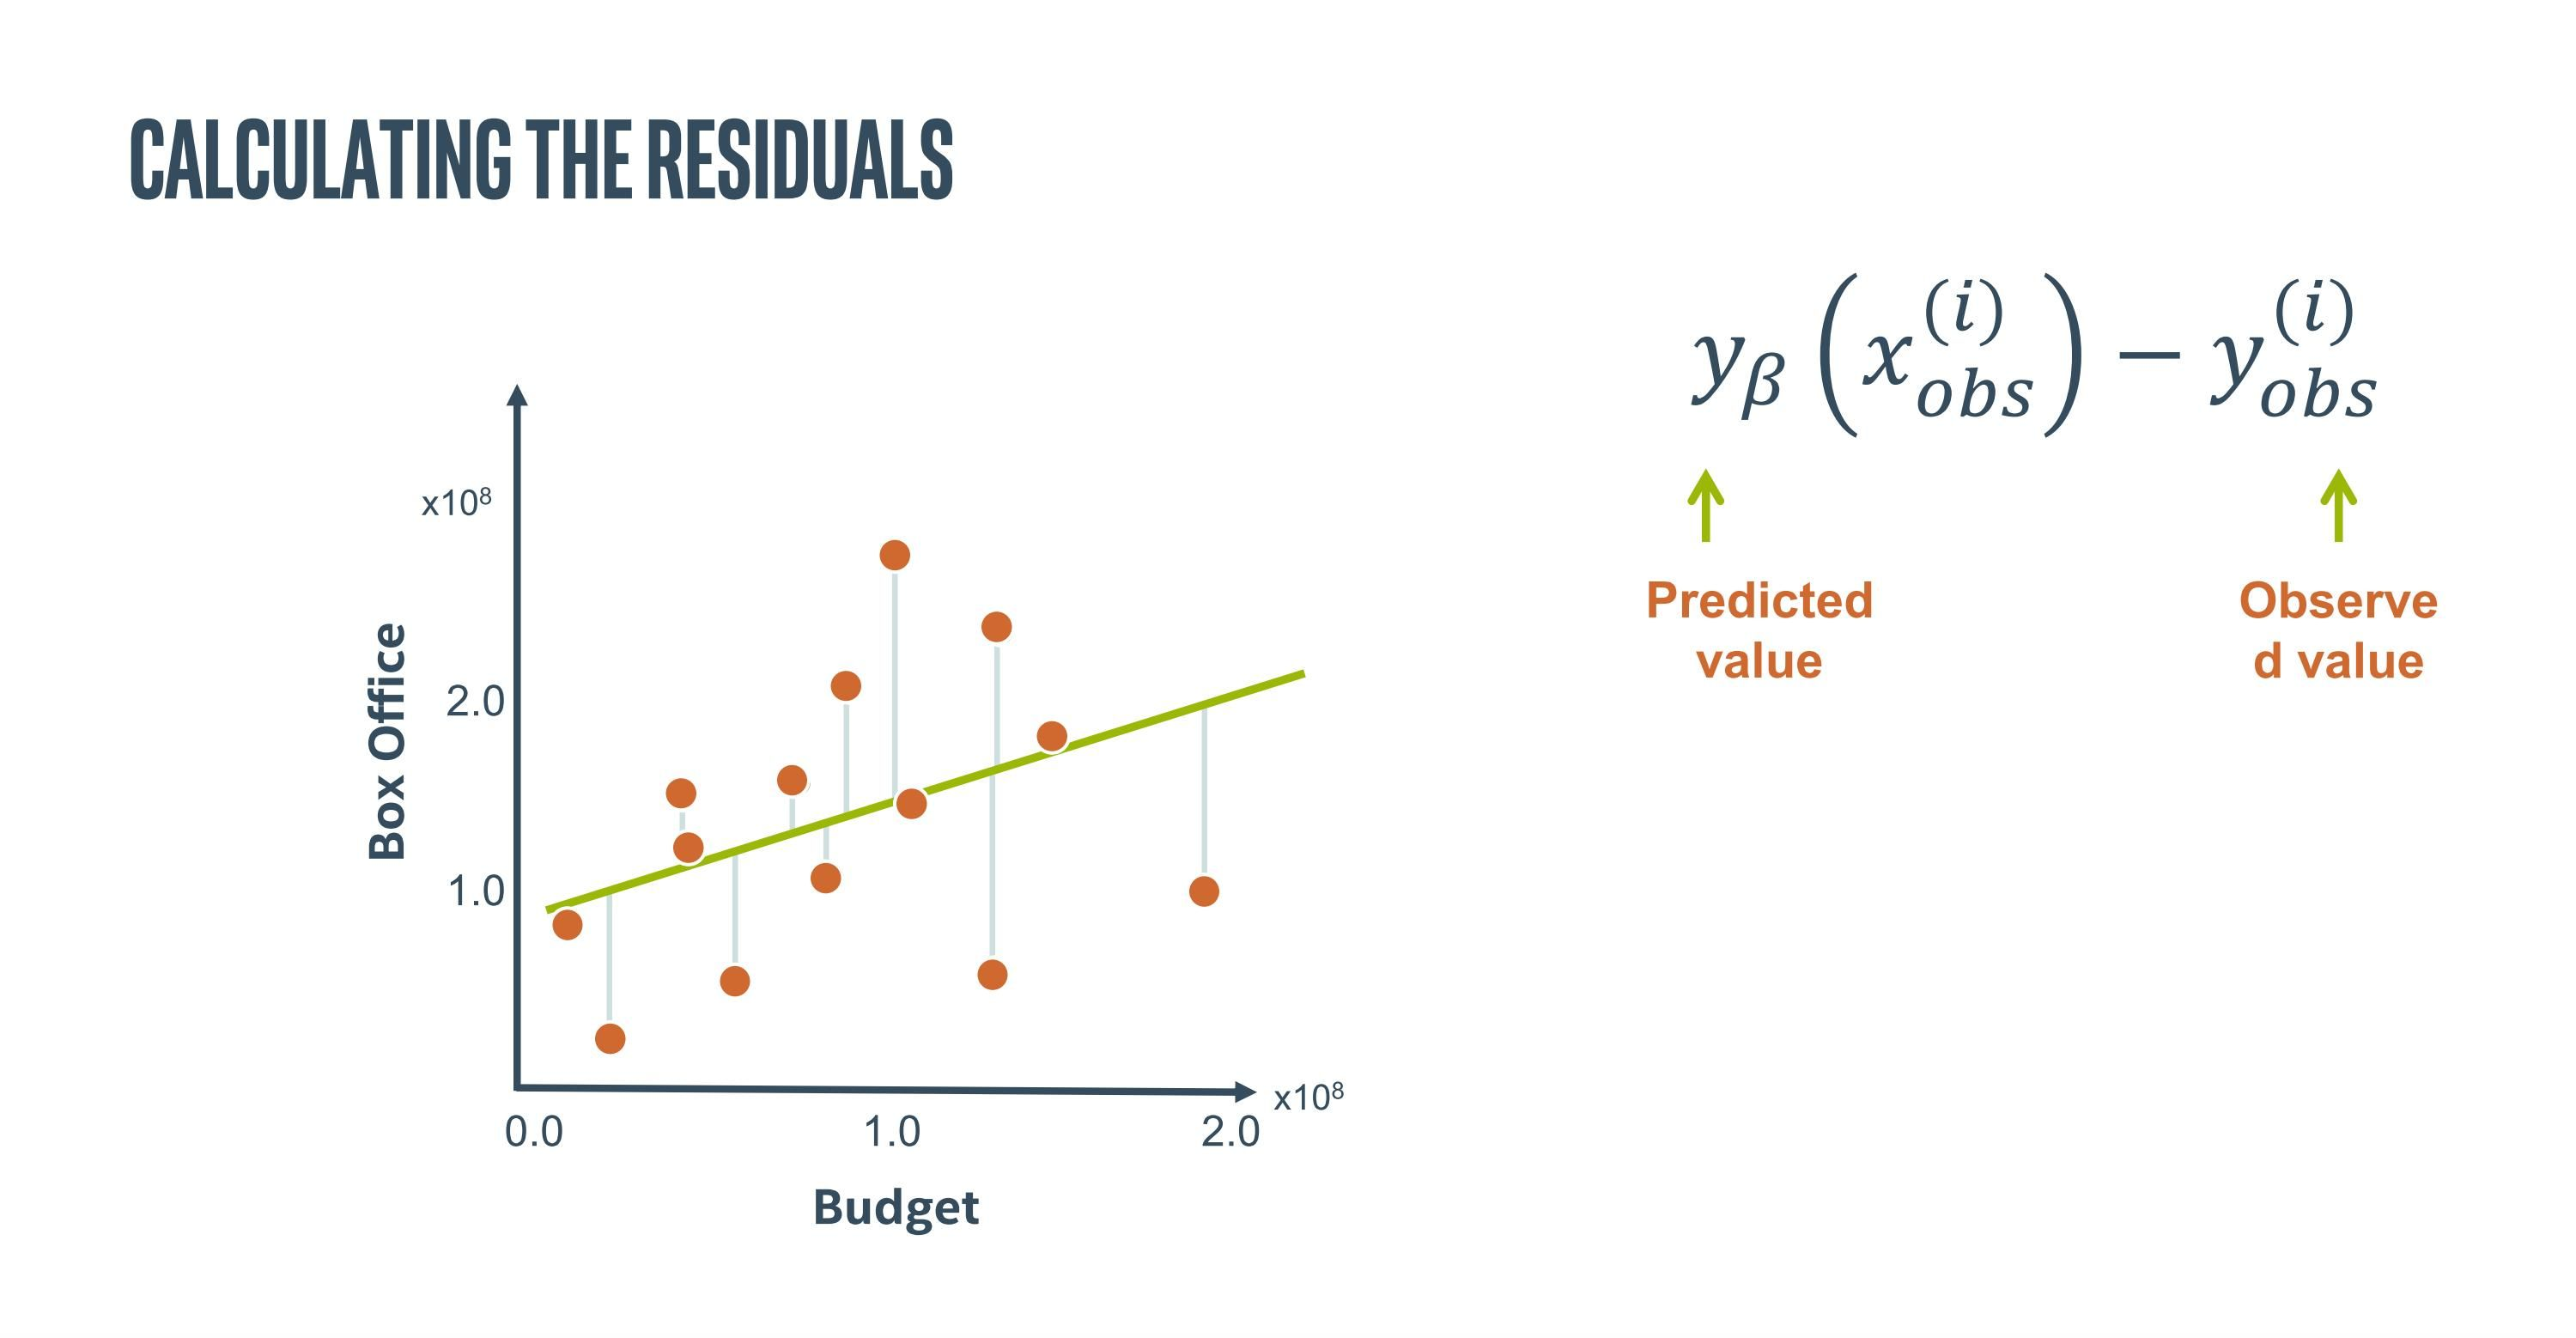 CALCULATING THE RESIDUALS
y_β (x_obs^(i)) − y_obs^(i)
Predicted
value
Observe
d value
x10⁸
Box Office
2.0
1.0
0.0 1.0 2.0
x10⁸
Budget